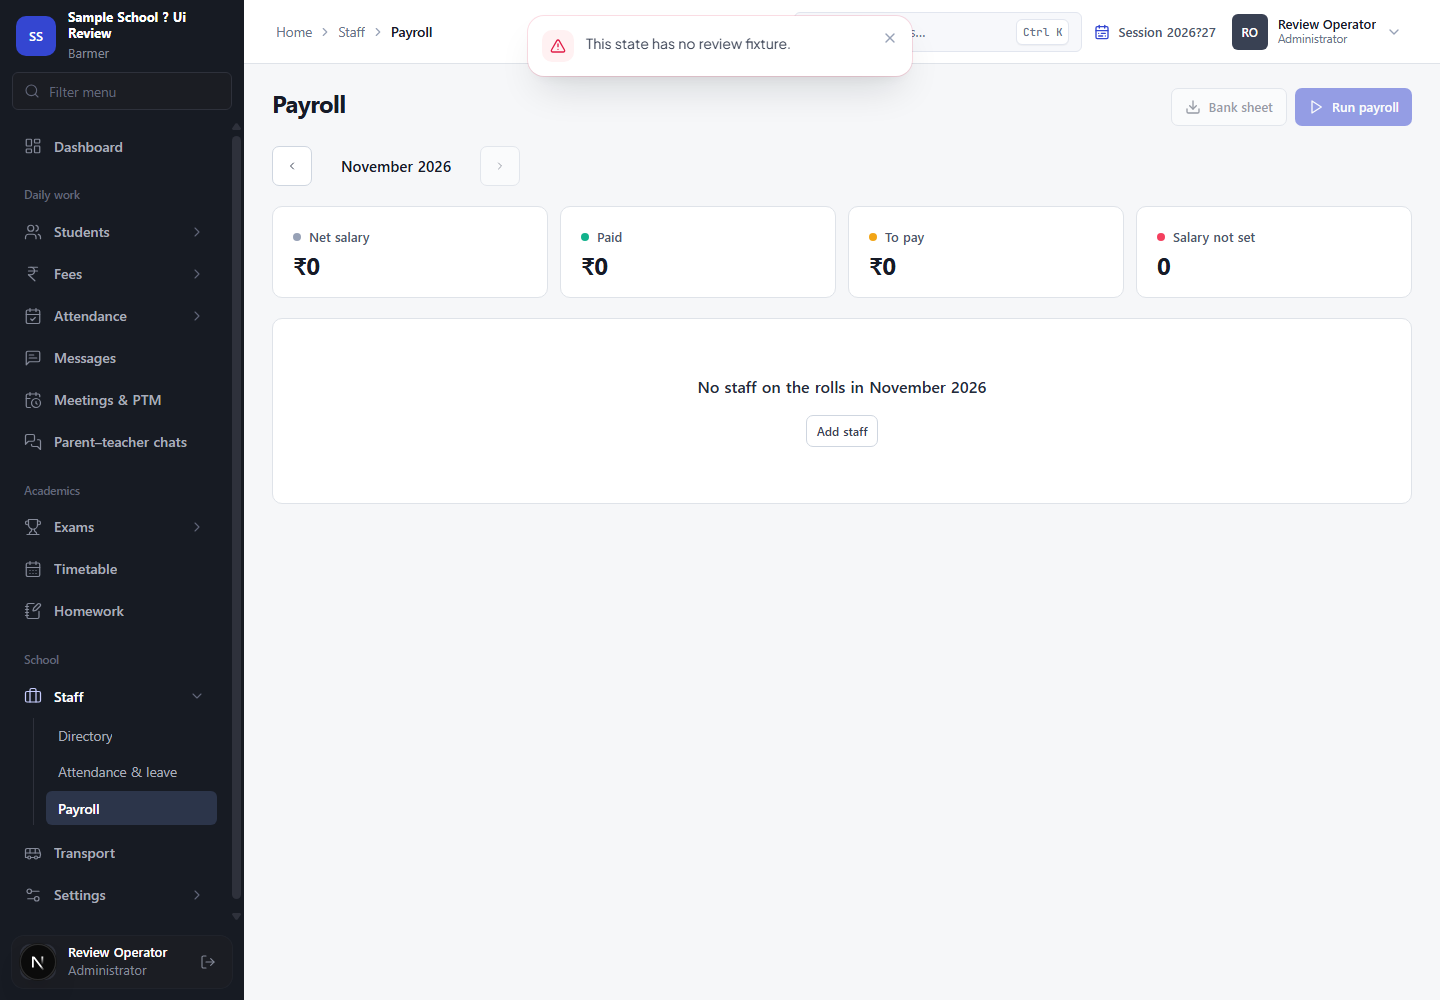 SS
Sample School ? Ui
Review
Barmer
Filter menu
Dashboard
Daily work
Students
Fees
Attendance
Messages
Meetings & PTM
Parent–teacher chats
Academics
Exams
Timetable
Homework
School
Staff
Directory
Attendance & leave
Payroll
Transport
Settings
N
Review Operator
Administrator
Home > Staff > Payroll
This state has no review fixture.
s...
Ctrl K
Session 2026?27
RO
Review Operator
Administrator
Payroll
Bank sheet
Run payroll
November 2026
Net salary
₹0
Paid
₹0
To pay
₹0
Salary not set
0
No staff on the rolls in November 2026
Add staff